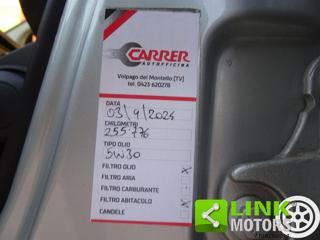 CARRER
AUTOFFICINA
Volpago del Montello (TV)
tel. 0423 620278
DATA
03/9/2024
CHILOMETRI
255.776
TIPO OLIO
5W30
FILTRO OLIO X
FILTRO ARIA
FILTRO CARBURANTE
FILTRO ABITACOLO X
CANDELE
LINK
MOTORS